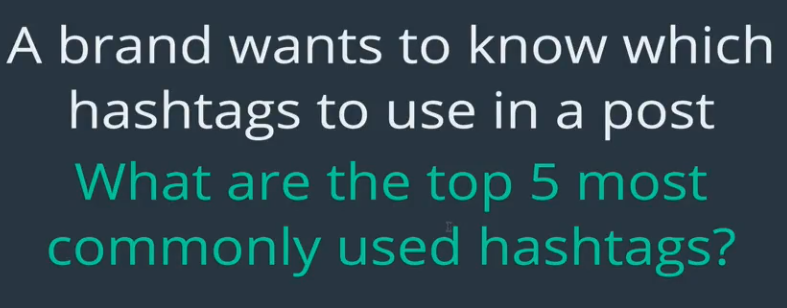 A brand wants to know which
hashtags to use in a post
What are the top 5 most
commonly used hashtags?